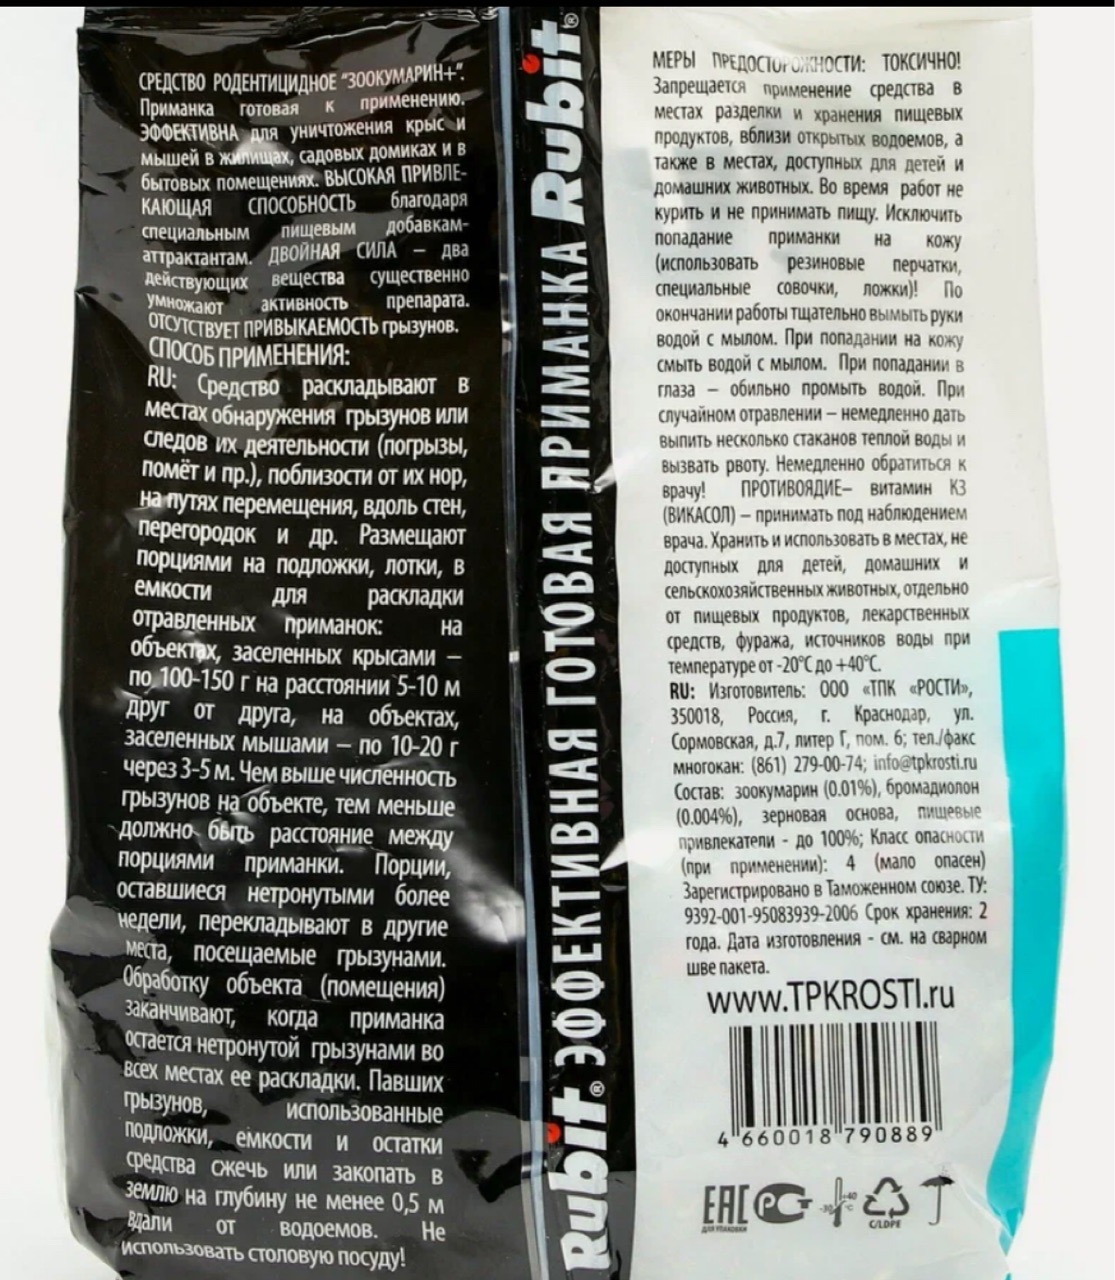 СРЕДСТВО РОДЕНТИЦИДНОЕ "ЗООКУМАРИН+".
Приманка готовая к применению.
ЭФФЕКТИВНА для уничтожения крыс и
мышей в жилищах, садовых домиках и в
бытовых помещениях. ВЫСОКАЯ ПРИВЛЕ-
КАЮЩАЯ СПОСОБНОСТЬ благодаря
специальным пищевым добавкам-
аттрактантам. ДВОЙНАЯ СИЛА – два
действующих вещества существенно
умножают активность препарата.
ОТСУТСТВУЕТ ПРИВЫКАЕМОСТЬ грызунов.
СПОСОБ ПРИМЕНЕНИЯ:
RU: Средство раскладывают в
местах обнаружения грызунов или
следов их деятельности (погрызы,
помёт и пр.), поблизости от их нор,
на путях перемещения, вдоль стен,
перегородок и др. Размещают
порциями на подложки, лотки, в
емкости для раскладки
отравленных приманок: на
объектах, заселенных крысами –
по 100-150 г на расстоянии 5-10 м
друг от друга, на объектах,
заселенных мышами – по 10-20 г
через 3-5 м. Чем выше численность
грызунов на объекте, тем меньше
должно быть расстояние между
порциями приманки. Порции,
оставшиеся нетронутыми более
недели, перекладывают в другие
места, посещаемые грызунами.
Обработку объекта (помещения)
заканчивают, когда приманка
остается нетронутой грызунами во
всех местах ее раскладки. Павших
грызунов, использованные
подложки, емкости и остатки
средства сжечь или закопать в
землю на глубину не менее 0,5 м
вдали от водоемов. Не
использовать столовую посуду!
Rubit® ЭФФЕКТИВНАЯ ГОТОВАЯ ПРИМАНКА Rubit®
МЕРЫ ПРЕДОСТОРОЖНОСТИ: ТОКСИЧНО!
Запрещается применение средства в
местах разделки и хранения пищевых
продуктов, вблизи открытых водоемов, а
также в местах, доступных для детей и
домашних животных. Во время работ не
курить и не принимать пищу. Исключить
попадание приманки на кожу
(использовать резиновые перчатки,
специальные совочки, ложки)! По
окончании работы тщательно вымыть руки
водой с мылом. При попадании на кожу
смыть водой с мылом. При попадании в
глаза – обильно промыть водой. При
случайном отравлении – немедленно дать
выпить несколько стаканов теплой воды и
вызвать рвоту. Немедленно обратиться к
врачу! ПРОТИВОЯДИЕ– витамин К3
(ВИКАСОЛ) – принимать под наблюдением
врача. Хранить и использовать в местах, не
доступных для детей, домашних и
сельскохозяйственных животных, отдельно
от пищевых продуктов, лекарственных
средств, фуража, источников воды при
температуре от -20°С до +40°С.
RU: Изготовитель: ООО «ТПК «РОСТИ»,
350018, Россия, г. Краснодар, ул.
Сормовская, д.7, литер Г, пом. 6; тел./факс
многокан: (861) 279-00-74; info@tpkrosti.ru
Состав: зоокумарин (0.01%), бромадиолон
(0.004%), зерновая основа, пищевые
привлекатели - до 100%; Класс опасности
(при применении): 4 (мало опасен)
Зарегистрировано в Таможенном союзе. ТУ:
9392-001-95083939-2006 Срок хранения: 2
года. Дата изготовления - см. на сварном
шве пакета.
www.TPKROSTI.ru
4 660018 790889
ЕАС
ДЛЯ УПАКОВКИ
-30 +40 °C
C/LDPE